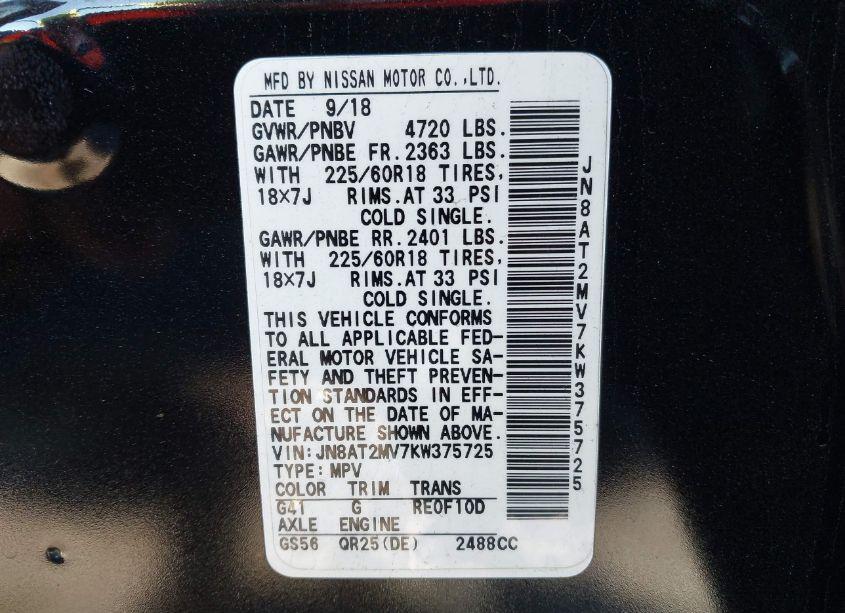 MFD BY NISSAN MOTOR CO.,LTD.
DATE 9/18
GVWR/PNBV 4720 LBS.
GAWR/PNBE FR.2363 LBS.
WITH 225/60R18 TIRES,
18×7J RIMS.AT 33 PSI
COLD SINGLE.
GAWR/PNBE RR.2401 LBS.
WITH 225/60R18 TIRES,
18×7J RIMS.AT 33 PSI
COLD SINGLE.
THIS VEHICLE CONFORMS
TO ALL APPLICABLE FED-
ERAL MOTOR VEHICLE SA-
FETY AND THEFT PREVEN-
TION STANDARDS IN EFF-
ECT ON THE DATE OF MA-
NUFACTURE SHOWN ABOVE.
VIN:JN8AT2MV7KW375725
TYPE:MPV
COLOR TRIM TRANS
G41 G RE0F10D
AXLE ENGINE
GS56 QR25(DE) 2488CC
JN8AT2MV7KW375725